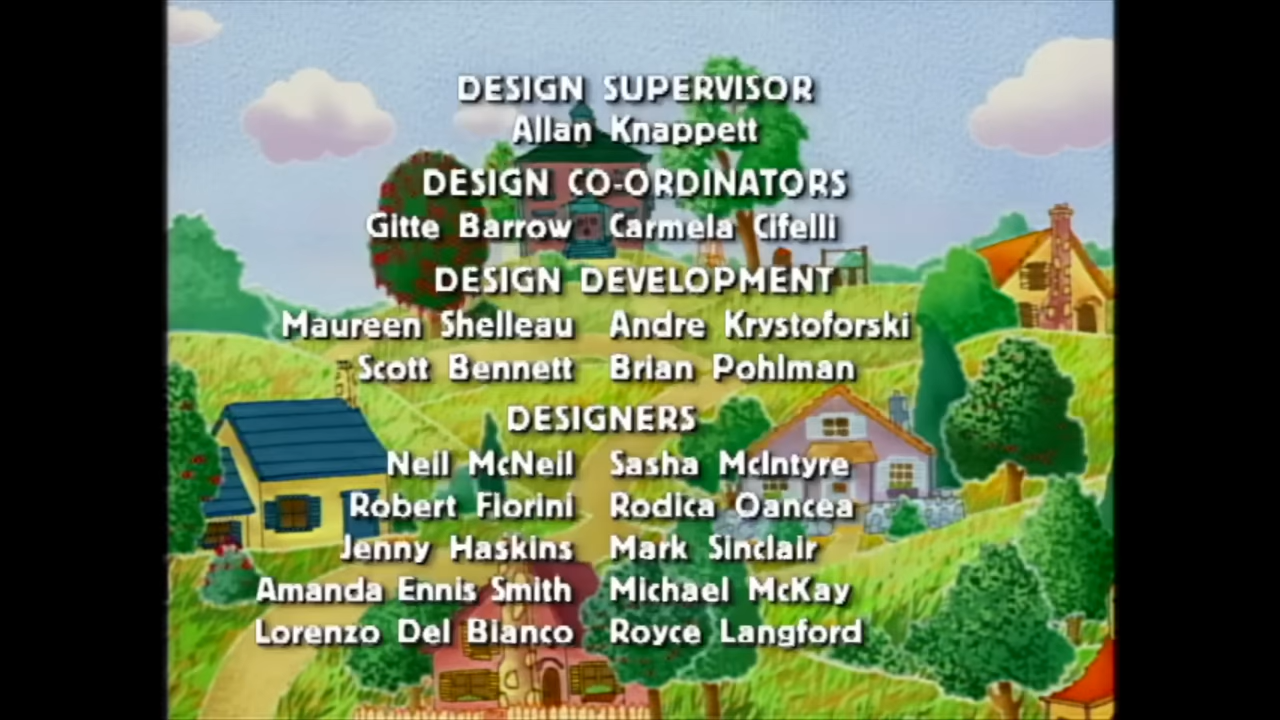 DESIGN SUPERVISOR
Allan Knappett
DESIGN CO-ORDINATORS
Gitte Barrow Carmela Cifelli
DESIGN DEVELOPMENT
Maureen Shelleau Andre Krystoforski
Scott Bennett Brian Pohlman
DESIGNERS
Neil McNeil Sasha McIntyre
Robert Fiorini Rodica Oancea
Jenny Haskins Mark Sinclair
Amanda Ennis Smith Michael McKay
Lorenzo Del Bianco Royce Langford